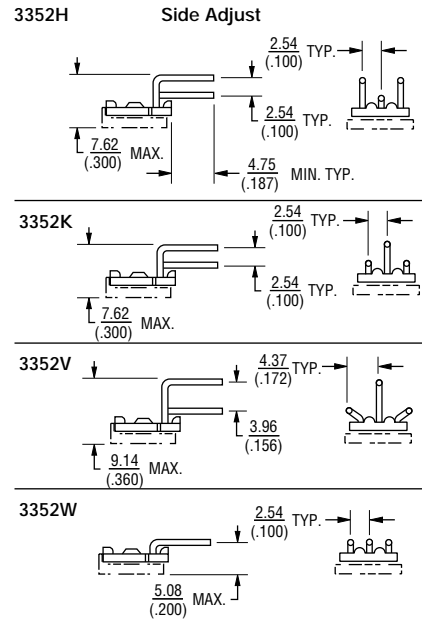 3352H Side Adjust
2.54
(.100) TYP.
2.54
(.100) TYP.
7.62
(.300) MAX.
4.75
(.187) MIN. TYP.
3352K
2.54
(.100) TYP.
2.54
(.100) TYP.
7.62
(.300) MAX.
3352V
4.37
(.172) TYP.
3.96
(.156)
9.14
(.360) MAX.
3352W
2.54
(.100) TYP.
5.08
(.200) MAX.